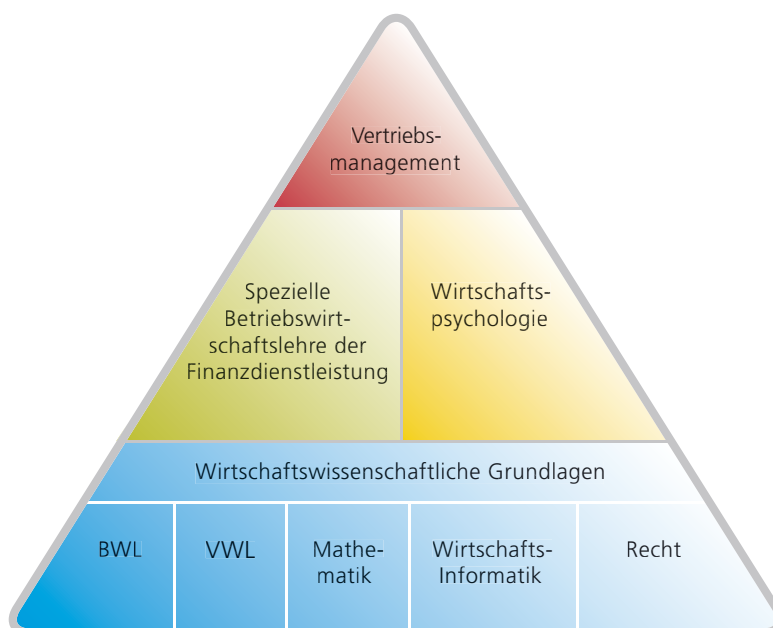 Vertriebs-
management
Spezielle
Betriebswirt-
schaftslehre der
Finanzdienstleistung
Wirtschafts-
psychologie
Wirtschaftswissenschaftliche Grundlagen
BWL
VWL
Mathe-
matik
Wirtschafts-
Informatik
Recht